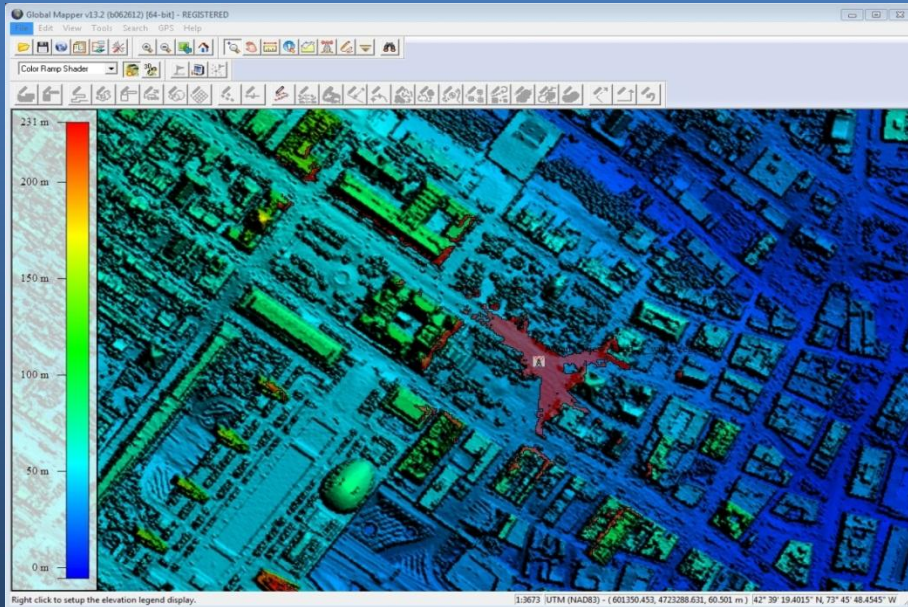 Global Mapper v13.2 (b062612) [64-bit] - REGISTERED
File Edit View Tools Search GPS Help
Color Ramp Shader
3D
231 m
200 m
150 m
100 m
50 m
0 m
Right click to setup the elevation legend display.
1:3673 UTM (NAD83) - ( 601350.453, 4723288.631, 60.501 m ) 42° 39' 19.4015" N, 73° 45' 48.4545" W